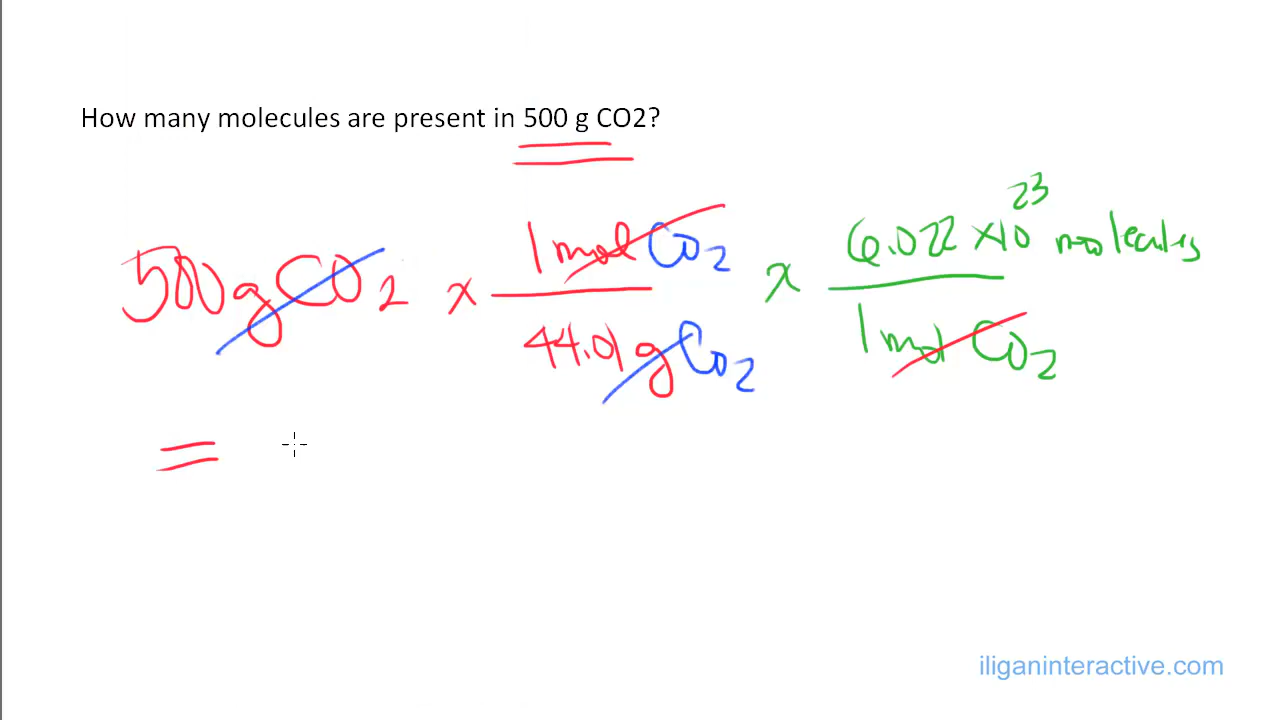 How many molecules are present in 500 g CO2?
500g CO2 x 1 mol CO2 / 44.01 g CO2 x 6.022 x 10^23 molecules / 1 mol CO2
=
iliganinteractive.com